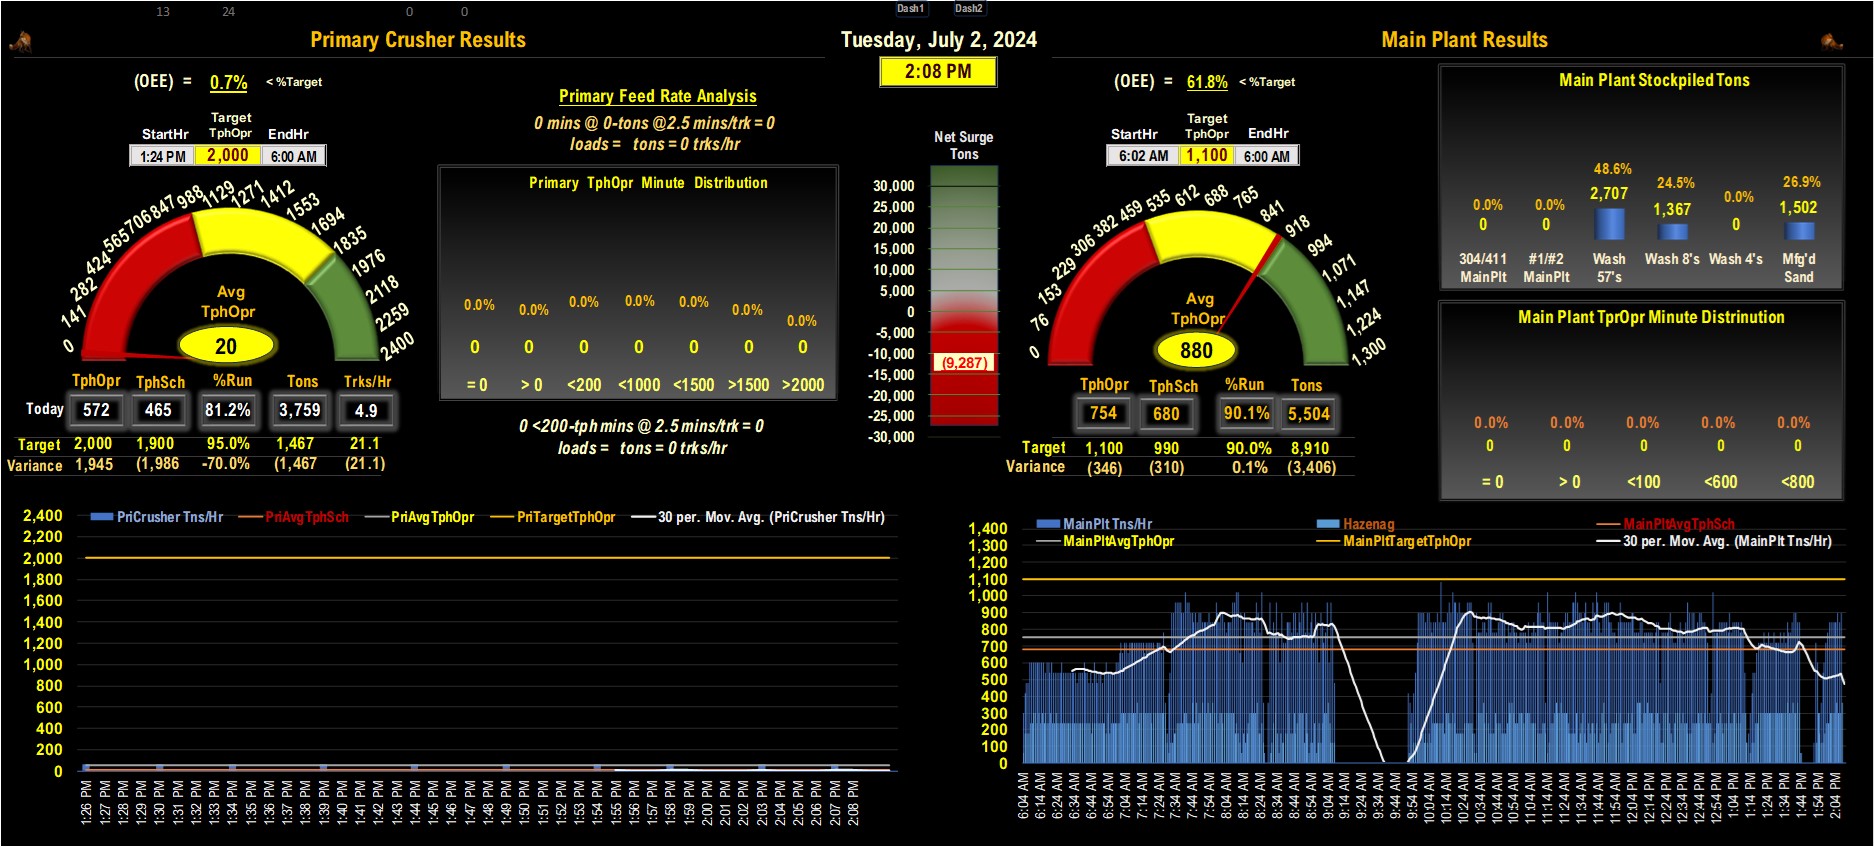 13 24 0 0 Dash1 Dash2
Primary Crusher Results
Tuesday, July 2, 2024
Main Plant Results
2:08 PM
(OEE) = 0.7% < %Target
Target
StartHr TphOpr EndHr
1:24 PM 2,000 6:00 AM
0 141 282 424 565 706 847 988 1129 1271 1412 1553 1694 1835 1976 2118 2259 2400
Avg
TphOpr
20
TphOpr TphSch %Run Tons Trks/Hr
Today 572 465 81.2% 3,759 4.9
Target 2,000 1,900 95.0% 1,467 21.1
Variance 1,945 (1,986 -70.0% (1,467 (21.1)
Primary Feed Rate Analysis
0 mins @ 0-tons @2.5 mins/trk = 0
loads = tons = 0 trks/hr
Primary TphOpr Minute Distribution
0.0% 0.0% 0.0% 0.0% 0.0% 0.0% 0.0%
0 0 0 0 0 0 0
= 0 > 0 <200 <1000 <1500 >1500 >2000
0 <200-tph mins @ 2.5 mins/trk = 0
loads = tons = 0 trks/hr
Net Surge
Tons
30,000
25,000
20,000
15,000
10,000
5,000
0
-5,000
-10,000
(9,287)
-15,000
-20,000
-25,000
-30,000
(OEE) = 61.8% < %Target
Target
StartHr TphOpr EndHr
6:02 AM 1,100 6:00 AM
0 76 153 229 306 382 459 535 612 688 765 841 918 994 1,071 1,147 1,224 1,300
Avg
TphOpr
880
TphOpr TphSch %Run Tons
754 680 90.1% 5,504
Target 1,100 990 90.0% 8,910
Variance (346) (310) 0.1% (3,406)
Main Plant Stockpiled Tons
0.0% 0.0% 48.6% 24.5% 0.0% 26.9%
0 0 2,707 1,367 0 1,502
304/411 #1/#2 Wash Wash 8's Wash 4's Mfg'd
MainPlt MainPlt 57's Sand
Main Plant TprOpr Minute Distrinution
0.0% 0.0% 0.0% 0.0% 0.0%
0 0 0 0 0
= 0 > 0 <100 <600 <800
PriCrusher Tns/Hr PriAvgTphSch PriAvgTphOpr PriTargetTphOpr 30 per. Mov. Avg. (PriCrusher Tns/Hr)
2,400
2,200
2,000
1,800
1,600
1,400
1,200
1,000
800
600
400
200
0
1:26 PM 1:27 PM 1:28 PM 1:29 PM 1:30 PM 1:31 PM 1:32 PM 1:33 PM 1:34 PM 1:35 PM 1:36 PM 1:37 PM 1:38 PM 1:39 PM 1:40 PM 1:41 PM 1:42 PM 1:43 PM 1:44 PM 1:45 PM 1:46 PM 1:47 PM 1:48 PM 1:49 PM 1:50 PM 1:52 PM 1:52 PM 1:53 PM 1:54 PM 1:55 PM 1:56 PM 1:57 PM 1:58 PM 1:59 PM 2:00 PM 2:01 PM 2:02 PM 2:03 PM 2:04 PM 2:05 PM 2:06 PM 2:07 PM 2:08 PM
MainPlt Tns/Hr Hazenag MainPltAvgTphSch
MainPltAvgTphOpr MainPltTargetTphOpr 30 per. Mov. Avg. (MainPlt Tns/Hr)
1,400
1,300
1,200
1,100
1,000
900
800
700
600
500
400
300
200
100
0
6:04 AM 6:14 AM 6:24 AM 6:34 AM 6:44 AM 6:54 AM 7:04 AM 7:14 AM 7:24 AM 7:34 AM 7:44 AM 7:54 AM 8:04 AM 8:14 AM 8:24 AM 8:34 AM 8:44 AM 8:54 AM 9:04 AM 9:14 AM 9:24 AM 9:34 AM 9:44 AM 9:54 AM 10:04 AM 10:14 AM 10:24 AM 10:34 AM 10:44 AM 10:54 AM 11:04 AM 11:14 AM 11:24 AM 11:34 AM 11:44 AM 11:54 AM 12:04 PM 12:14 PM 12:24 PM 12:34 PM 12:44 PM 12:54 PM 1:04 PM 1:14 PM 1:24 PM 1:34 PM 1:44 PM 1:54 PM 2:04 PM